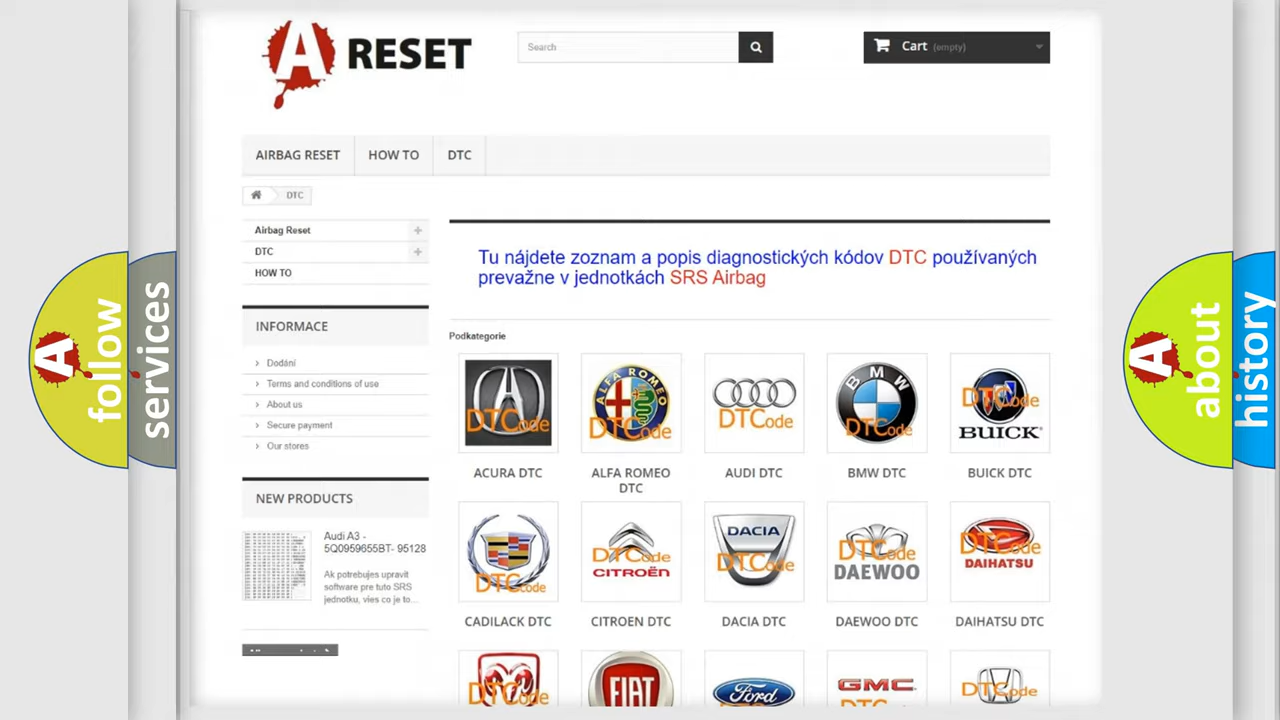 A RESET
Search
Cart (empty)
AIRBAG RESET
HOW TO
DTC
DTC
Airbag Reset
DTC
HOW TO
INFORMACE
Dodání
Terms and conditions of use
About us
Secure payment
Our stores
NEW PRODUCTS
Audi A3 -
5Q0959655BT- 95128
Ak potrebujes upravit
software pre tuto SRS
jednotku, vies co je to...
Tu nájdete zoznam a popis diagnostických kódov DTC používaných
prevažne v jednotkách SRS Airbag
Podkategorie
DTCode
ALFA ROMEO
DTCode
DTCode
BMW
DTCode
DTCode
BUICK
ACURA DTC
ALFA ROMEO
DTC
AUDI DTC
BMW DTC
BUICK DTC
DTCode
DTCode
CITROËN
DACIA
DTCode
DTCode
DAEWOO
DTCode
DAIHATSU
CADILACK DTC
CITROEN DTC
DACIA DTC
DAEWOO DTC
DAIHATSU DTC
DTCode
FIAT
Ford
GMC
DTCode
A follow
services
A about
history